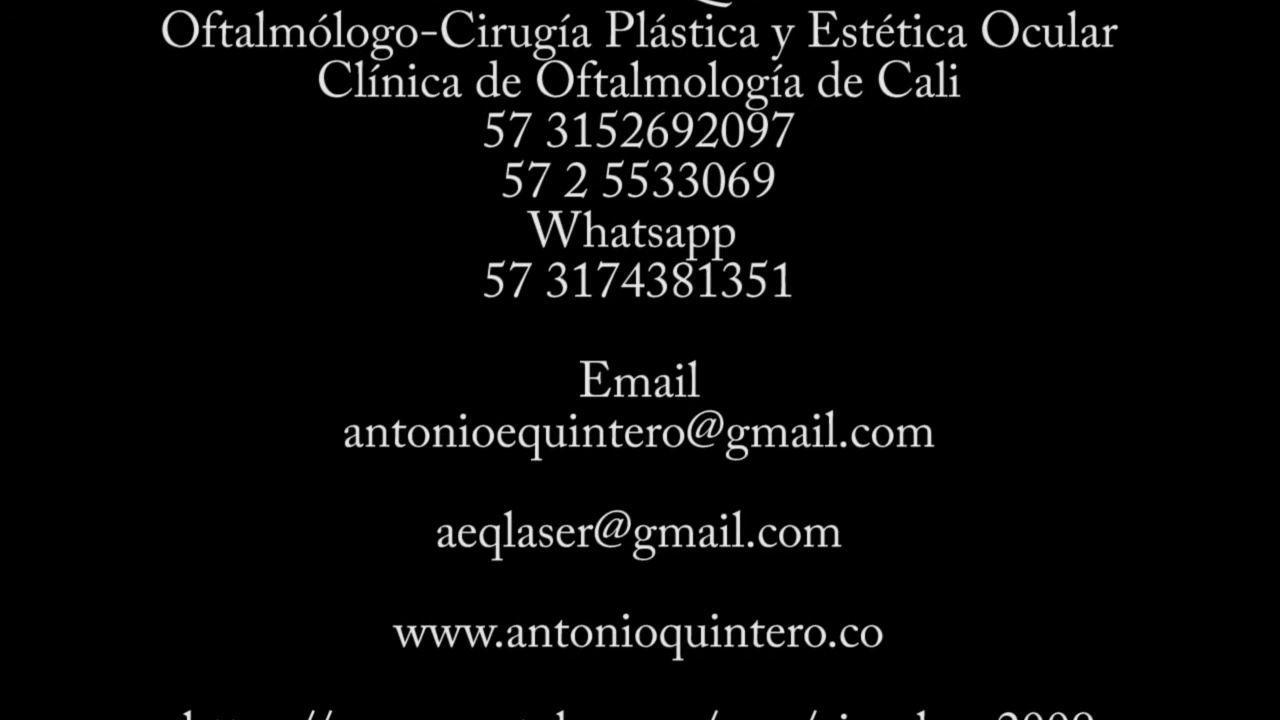 Oftalmólogo-Cirugía Plástica y Estética Ocular
Clínica de Oftalmología de Cali
57 3152692097
57 2 5533069
Whatsapp
57 3174381351
Email
antonioequintero@gmail.com
aeqlaser@gmail.com
www.antonioquintero.co